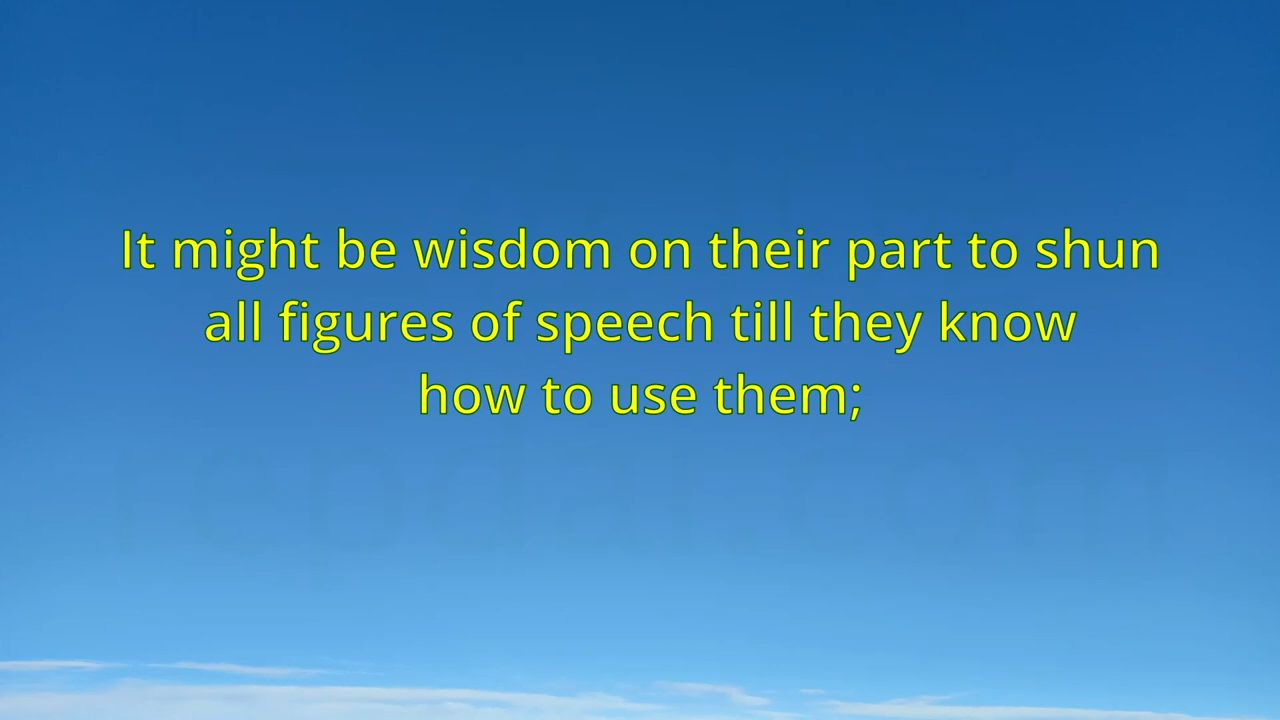 It might be wisdom on their part to shun
all figures of speech till they know
how to use them;